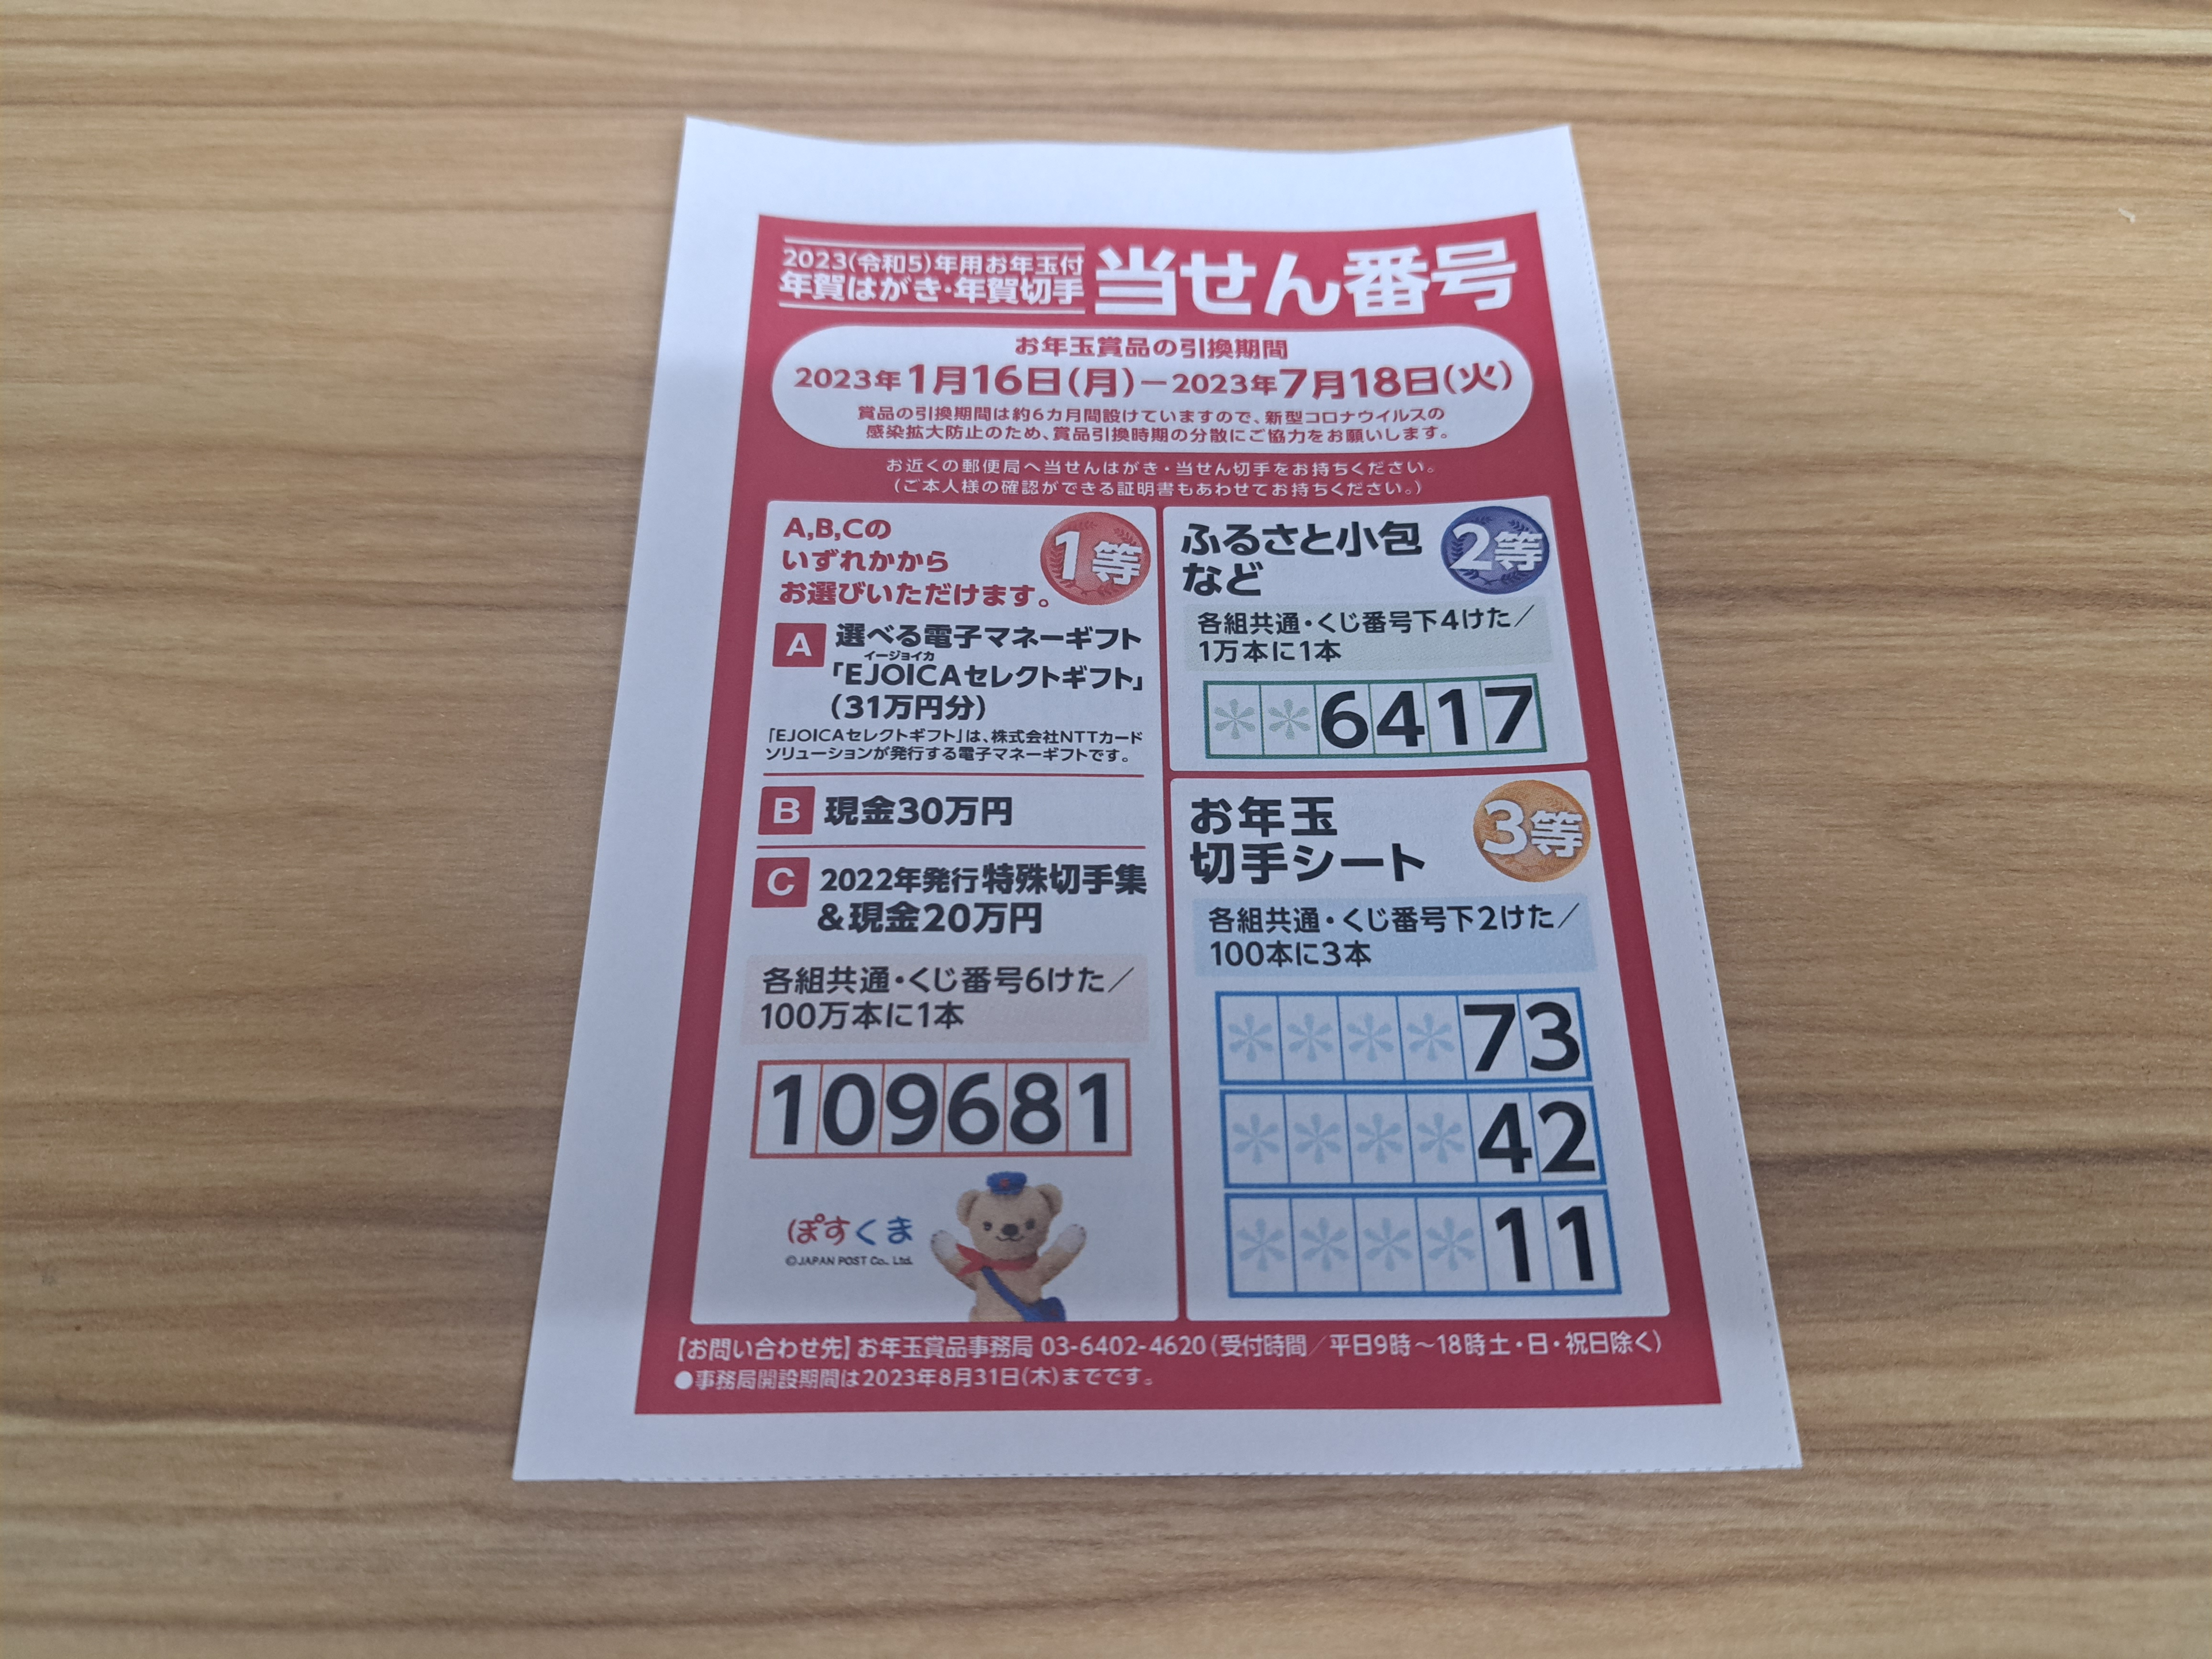 2023(令和5)年用お年玉付
年賀はがき・年賀切手
当せん番号
お年玉賞品の引換期間
2023年1月16日(月)－2023年7月18日(火)
賞品の引換期間は約6カ月間設けていますので、新型コロナウイルスの
感染拡大防止のため、賞品引換時期の分散にご協力をお願いします。
お近くの郵便局へ当せんはがき・当せん切手をお持ちください。
(ご本人様の確認ができる証明書もあわせてお持ちください。)
A,B,Cの
いずれかから
お選びいただけます。
1等
A 選べる電子マネーギフト
イージョイカ
「EJOICAセレクトギフト」
(31万円分)
「EJOICAセレクトギフト」は、株式会社NTTカード
ソリューションが発行する電子マネーギフトです。
B 現金30万円
C 2022年発行特殊切手集
&現金20万円
各組共通・くじ番号6けた／
100万本に1本
109681
ぽすくま
©JAPAN POST Co., Ltd.
ふるさと小包
など
2等
各組共通・くじ番号下4けた／
1万本に1本
**6417
お年玉
切手シート
3等
各組共通・くじ番号下2けた／
100本に3本
****73
****42
****11
【お問い合わせ先】お年玉賞品事務局 03-6402-4620(受付時間／平日9時～18時 土・日・祝日除く)
●事務局開設期間は2023年8月31日(木)までです。